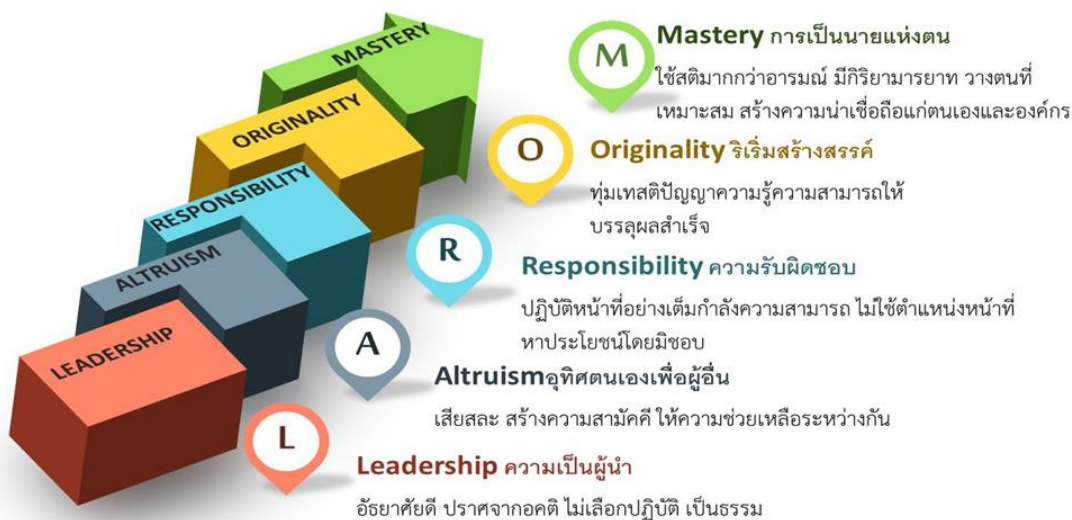 MASTERY
ORIGINALITY
RESPONSIBILITY
ALTRUISM
LEADERSHIP
M
Mastery การเป็นนายแห่งตน
ใช้สติมากกว่าอารมณ์ มีกิริยามารยาท วางตนที่
เหมาะสม สร้างความน่าเชื่อถือแก่ตนเองและองค์กร
O
Originality ริเริ่มสร้างสรรค์
ทุ่มเทสติปัญญาความรู้ความสามารถให้
บรรลุผลสำเร็จ
R
Responsibility ความรับผิดชอบ
ปฏิบัติหน้าที่อย่างเต็มกำลังความสามารถ ไม่ใช้ตำแหน่งหน้าที่
หาประโยชน์โดยมิชอบ
A
Altruismอุทิศตนเองเพื่อผู้อื่น
เสียสละ สร้างความสามัคคี ให้ความช่วยเหลือระหว่างกัน
L
Leadership ความเป็นผู้นำ
อัธยาศัยดี ปราศจากอคติ ไม่เลือกปฏิบัติ เป็นธรรม